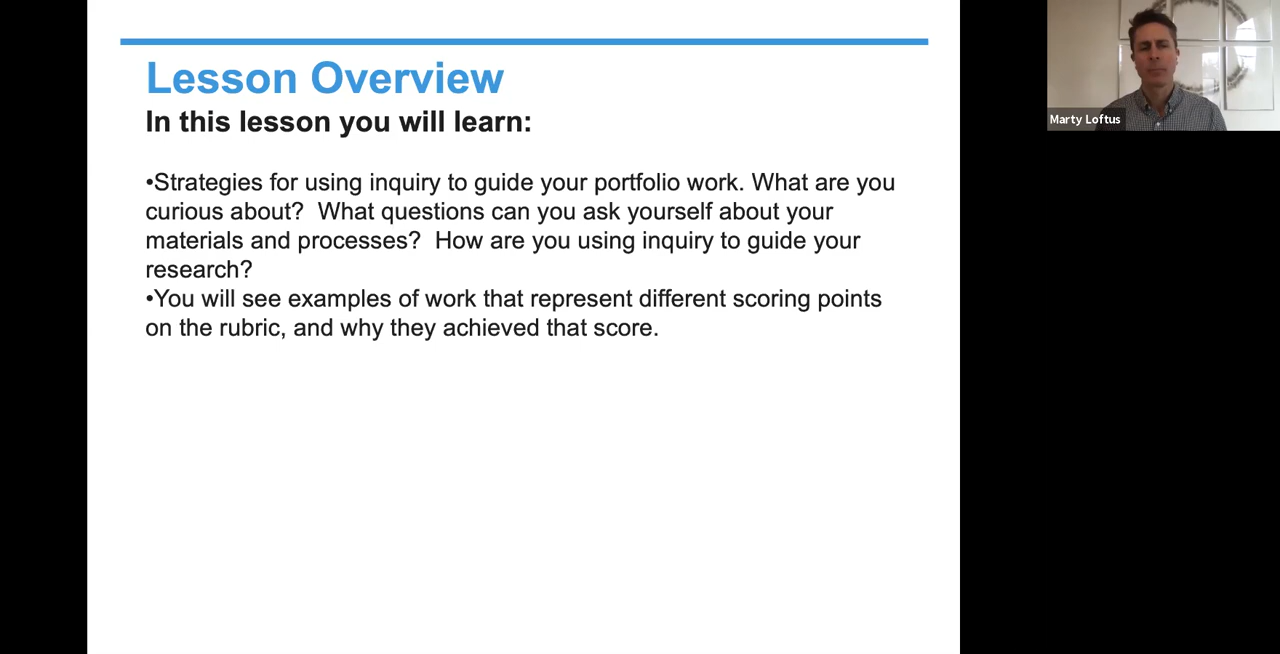 Lesson Overview
In this lesson you will learn:
•Strategies for using inquiry to guide your portfolio work. What are you
curious about?  What questions can you ask yourself about your
materials and processes?  How are you using inquiry to guide your
research?
•You will see examples of work that represent different scoring points
on the rubric, and why they achieved that score.
Marty Loftus